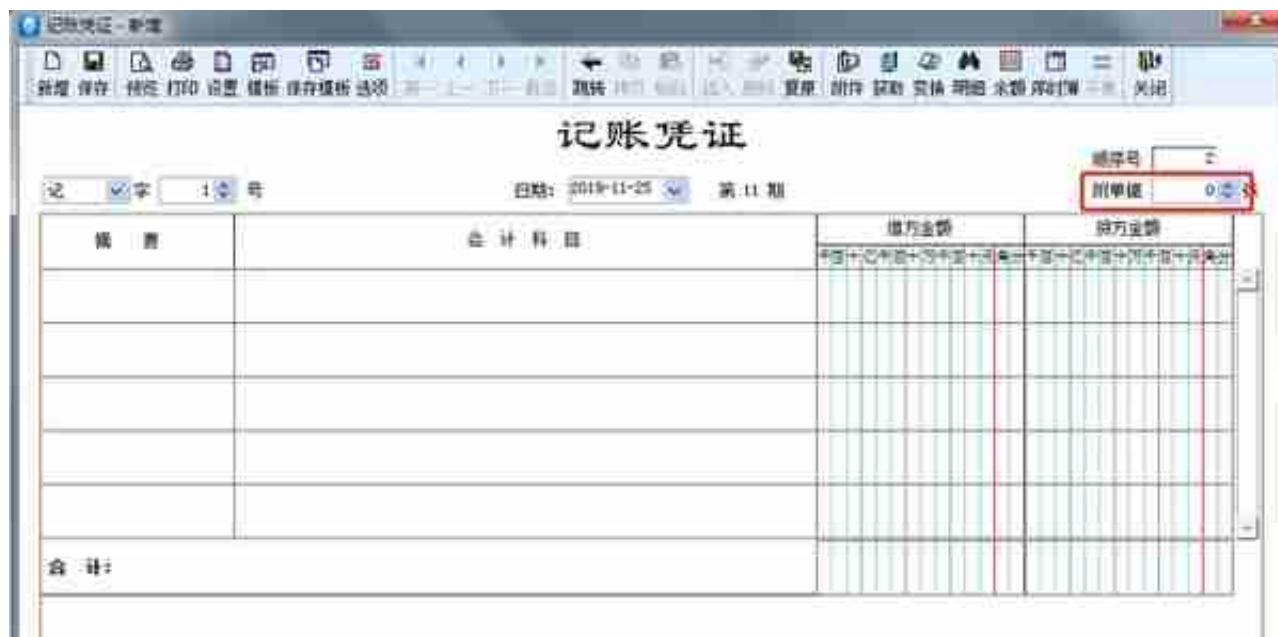 记账凭证 - 新增
新增 保存 预览 打印 设置 模板 保存模板 选项 跳转 复原 附件 获取 变换 明细 余额 序时簿 关闭
记账凭证
顺序号 2
记 字 1 号 日期: 2019-11-25 第 11 期 附单据 0
摘 要 会 计 科 目 借方金额 贷方金额
千百十亿千百十万千百十元角分 千百十亿千百十万千百十元角分
合 计: